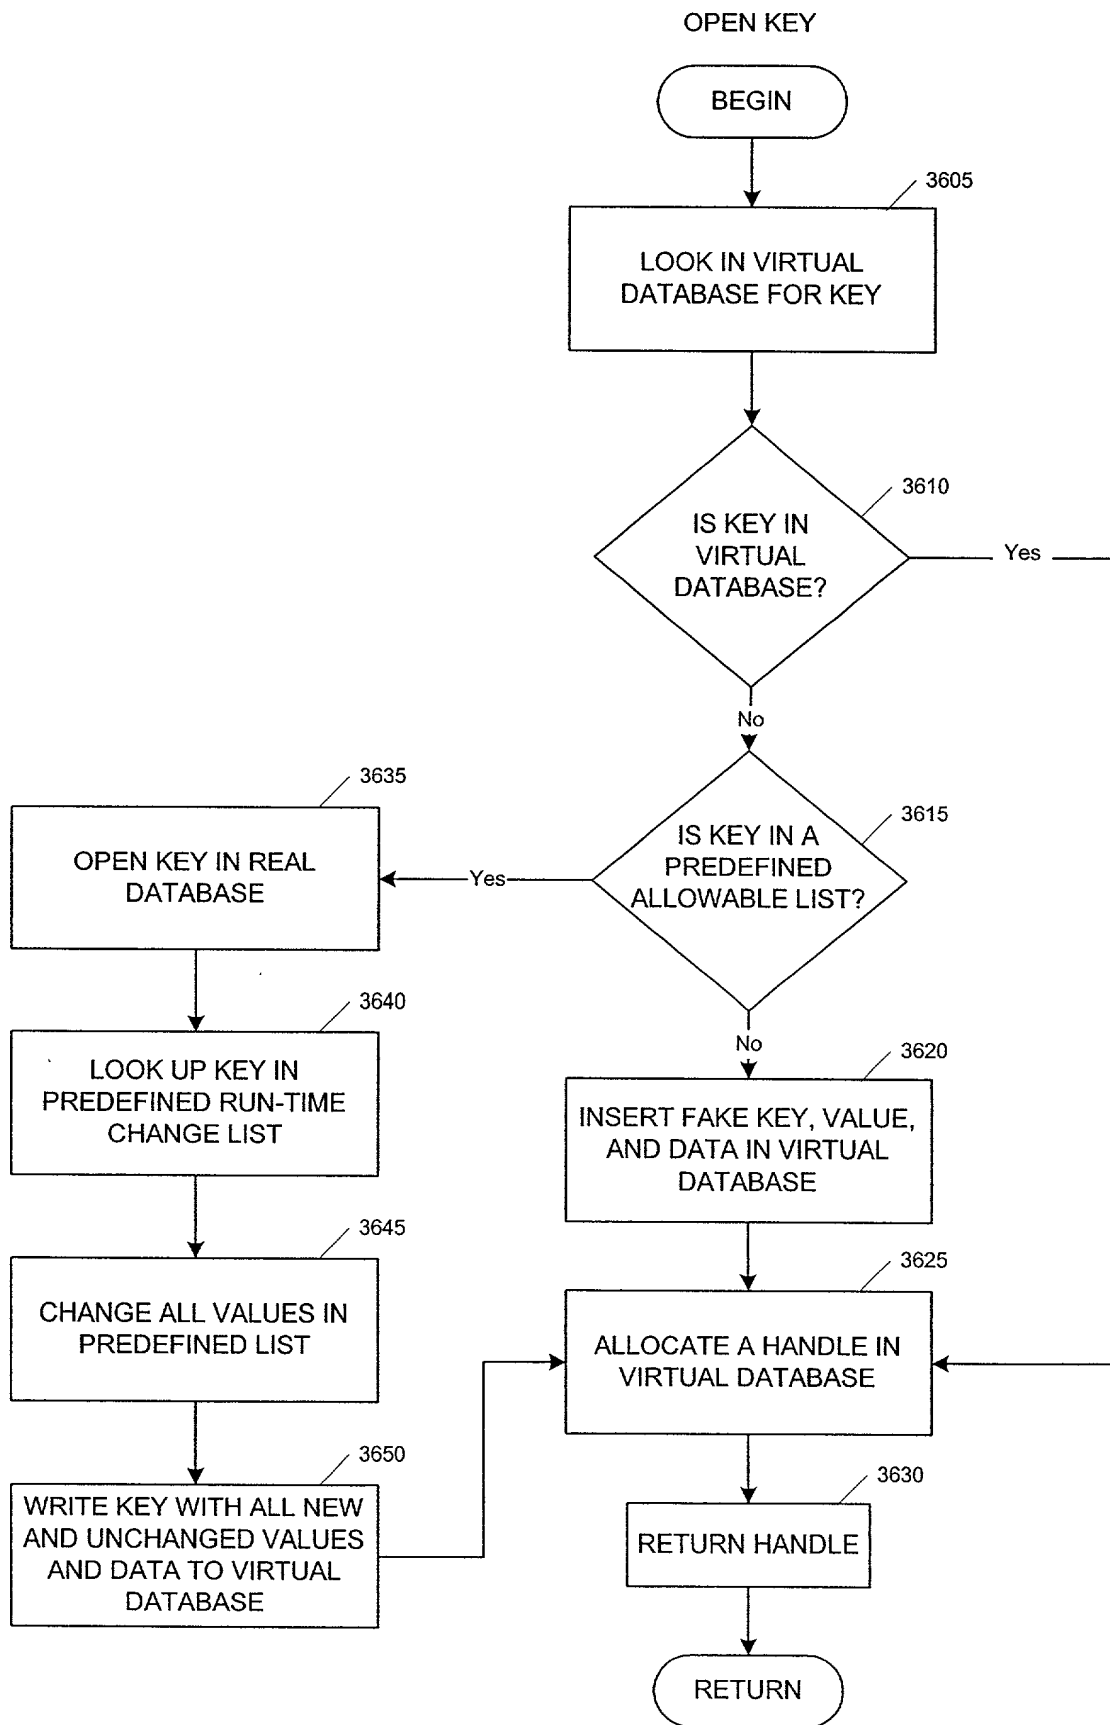 OPEN KEY
BEGIN
3605
LOOK IN VIRTUAL
DATABASE FOR KEY
3610
IS KEY IN
VIRTUAL
DATABASE?
Yes
No
3615
IS KEY IN A
PREDEFINED
ALLOWABLE LIST?
Yes
3635
OPEN KEY IN REAL
DATABASE
3640
LOOK UP KEY IN
PREDEFINED RUN-TIME
CHANGE LIST
3645
CHANGE ALL VALUES IN
PREDEFINED LIST
3650
WRITE KEY WITH ALL NEW
AND UNCHANGED VALUES
AND DATA TO VIRTUAL
DATABASE
No
3620
INSERT FAKE KEY, VALUE,
AND DATA IN VIRTUAL
DATABASE
3625
ALLOCATE A HANDLE IN
VIRTUAL DATABASE
3630
RETURN HANDLE
RETURN